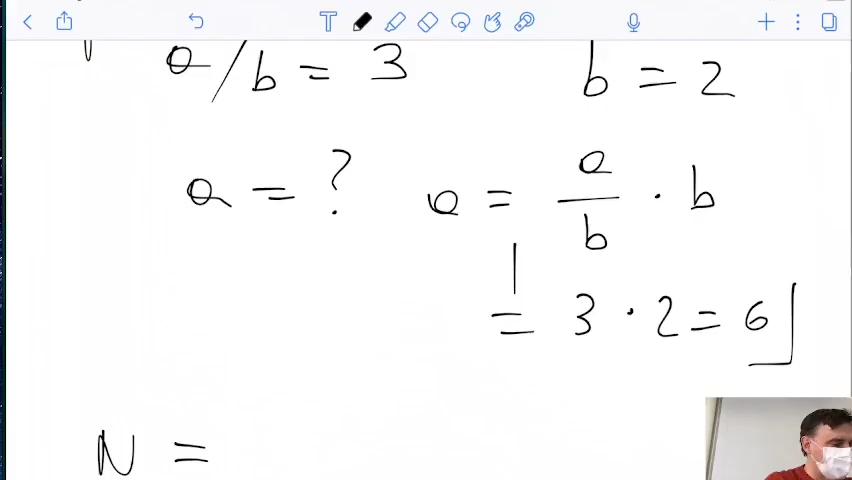 a/b = 3 b = 2
a = ? a = a/b · b
= 3 · 2 = 6
N =